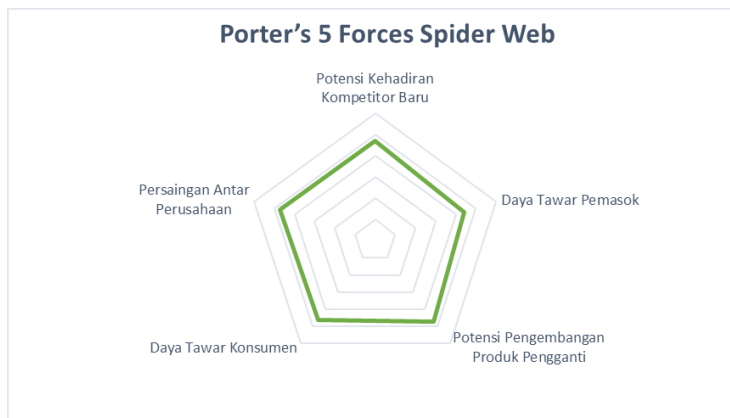 Porter’s 5 Forces Spider Web
Potensi Kehadiran
Kompetitor Baru
Persaingan Antar
Perusahaan
Daya Tawar Pemasok
Daya Tawar Konsumen
Potensi Pengembangan
Produk Pengganti